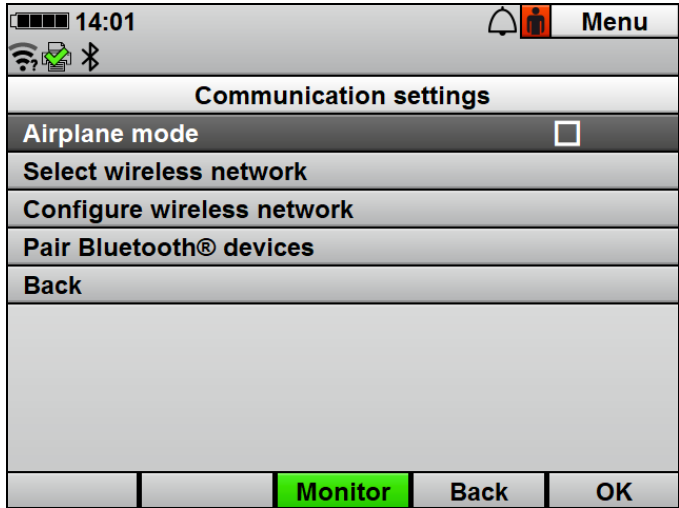 14:01 Menu
?
Communication settings
Airplane mode
Select wireless network
Configure wireless network
Pair Bluetooth® devices
Back
Monitor Back OK